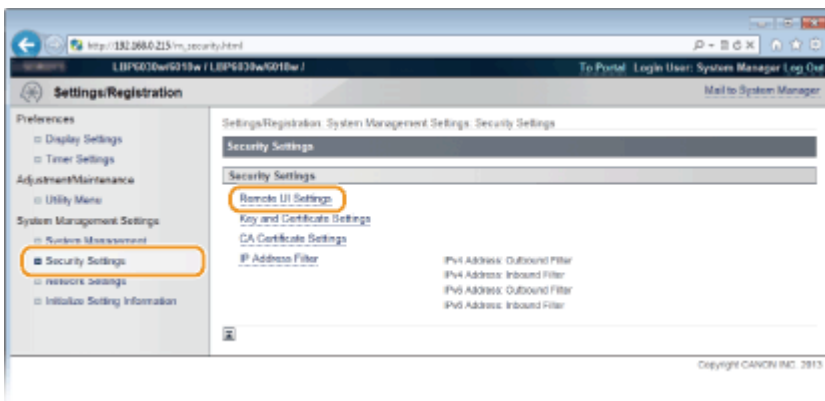 http://192.168.0.215/m_security.html
LBP6030w/6018w / LBP6030w/6018w /
To Portal Login User: System Manager Log Out
Settings/Registration
Mail to System Manager
Preferences
Display Settings
Timer Settings
Adjustment/Maintenance
Utility Menu
System Management Settings
System Management
Security Settings
Network Settings
Initialize Setting Information
Settings/Registration: System Management Settings: Security Settings
Security Settings
Security Settings
Remote UI Settings
Key and Certificate Settings
CA Certificate Settings
IP Address Filter
IPv4 Address: Outbound Filter
IPv4 Address: Inbound Filter
IPv6 Address: Outbound Filter
IPv6 Address: Inbound Filter
Copyright CANON INC. 2013